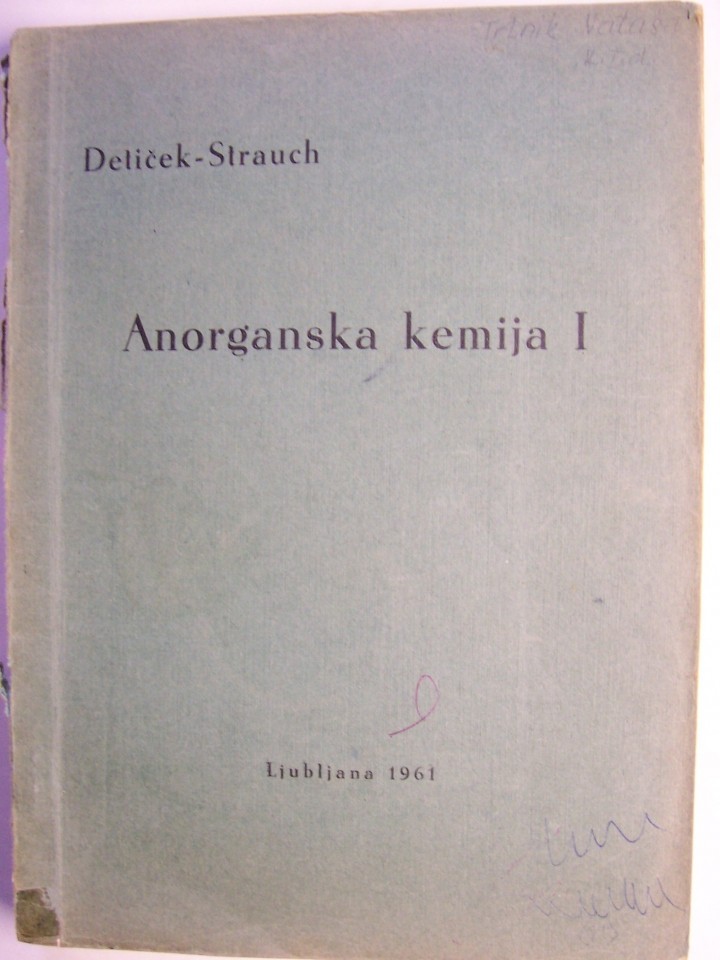 Detiček-Strauch
Anorganska kemija I
Ljubljana 1961